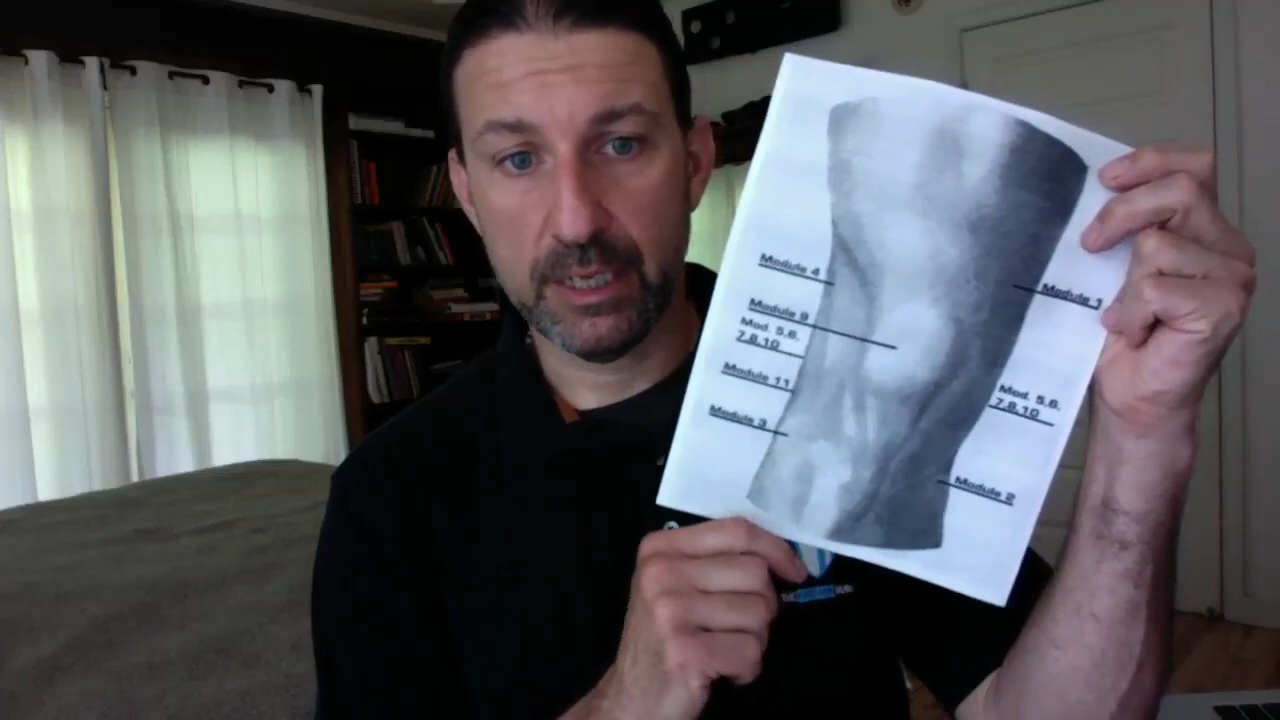 Module 4
Module 1
Module 9
Mod. 5.6.
7.8.10
Module 11
Module 3
Mod. 5.6.
7.8.10
Module 2